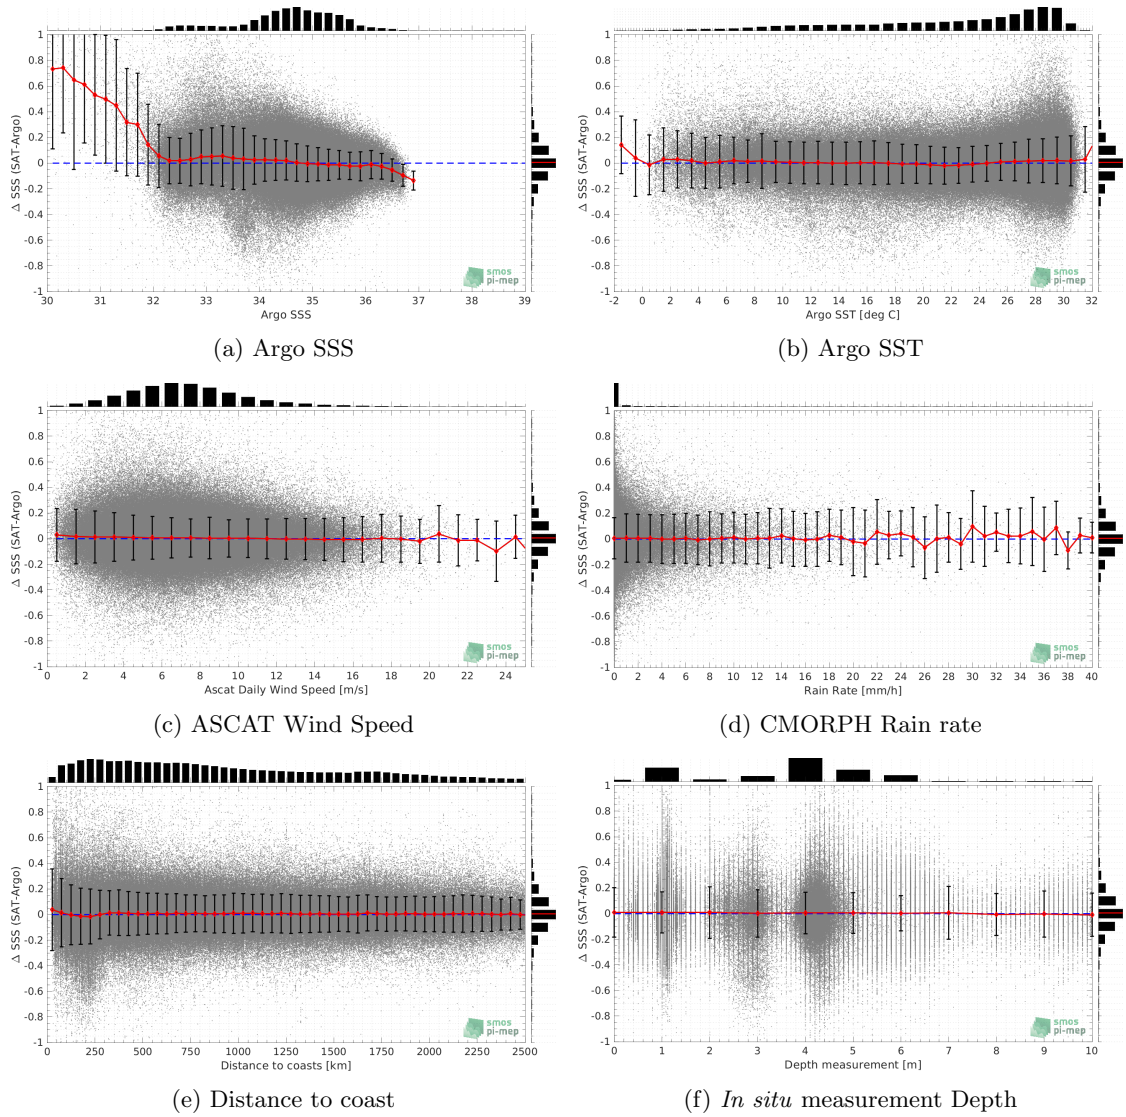 1
0.8
0.6
0.4
0.2
0
-0.2
-0.4
-0.6
-0.8
-1
Δ SSS (SAT-Argo)
30 31 32 33 34 35 36 37 38 39
Argo SSS
smos
pi-mep
(a) Argo SSS
1
0.8
0.6
0.4
0.2
0
-0.2
-0.4
-0.6
-0.8
-1
Δ SSS (SAT-Argo)
-2 0 2 4 6 8 10 12 14 16 18 20 22 24 26 28 30 32
Argo SST [deg C]
smos
pi-mep
(b) Argo SST
1
0.8
0.6
0.4
0.2
0
-0.2
-0.4
-0.6
-0.8
-1
Δ SSS (SAT-Argo)
0 2 4 6 8 10 12 14 16 18 20 22 24
Ascat Daily Wind Speed [m/s]
smos
pi-mep
(c) ASCAT Wind Speed
1
0.8
0.6
0.4
0.2
0
-0.2
-0.4
-0.6
-0.8
-1
Δ SSS (SAT-Argo)
0 2 4 6 8 10 12 14 16 18 20 22 24 26 28 30 32 34 36 38 40
Rain Rate [mm/h]
smos
pi-mep
(d) CMORPH Rain rate
1
0.8
0.6
0.4
0.2
0
-0.2
-0.4
-0.6
-0.8
-1
Δ SSS (SAT-Argo)
0 250 500 750 1000 1250 1500 1750 2000 2250 2500
Distance to coasts [km]
smos
pi-mep
(e) Distance to coast
1
0.8
0.6
0.4
0.2
0
-0.2
-0.4
-0.6
-0.8
-1
Δ SSS (SAT-Argo)
0 1 2 3 4 5 6 7 8 9 10
Depth measurement [m]
smos
pi-mep
(f) In situ measurement Depth